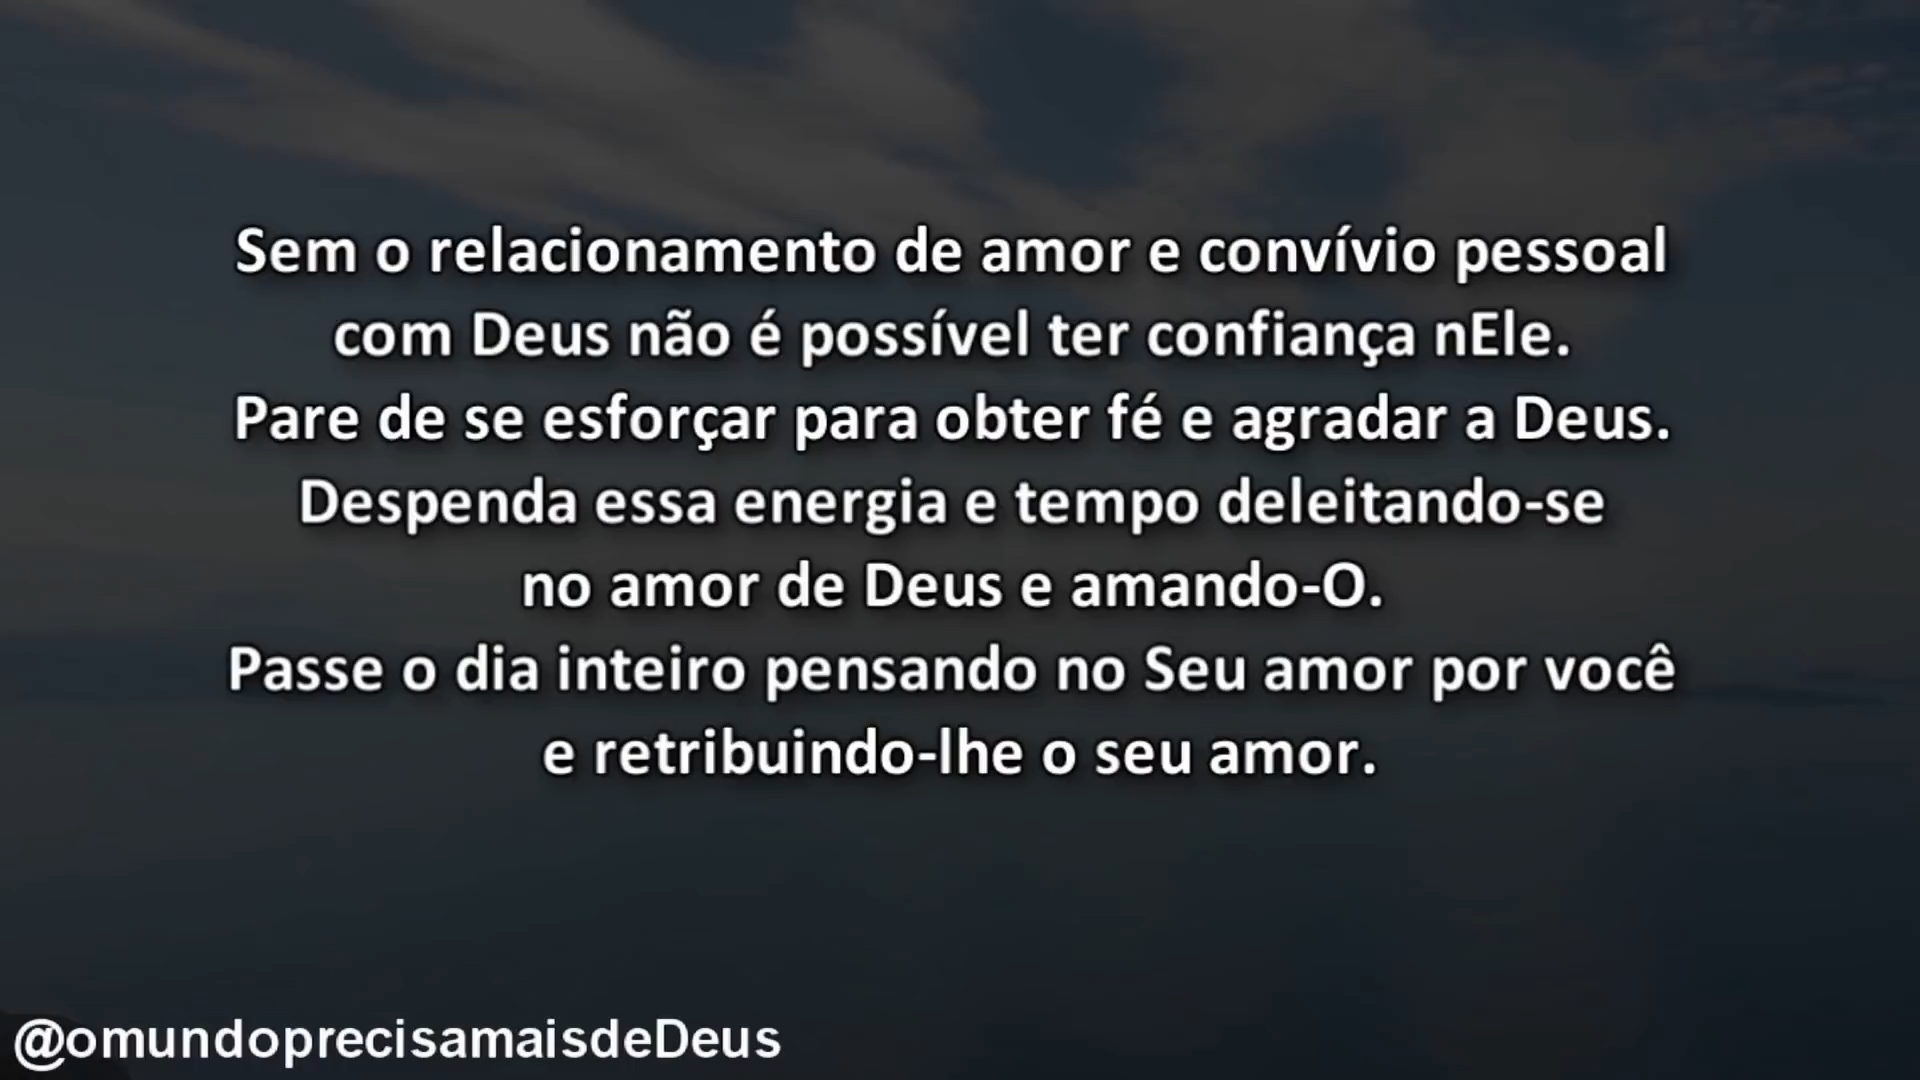 Sem o relacionamento de amor e convívio pessoal
com Deus não é possível ter confiança nEle.
Pare de se esforçar para obter fé e agradar a Deus.
Despenda essa energia e tempo deleitando-se
no amor de Deus e amando-O.
Passe o dia inteiro pensando no Seu amor por você
e retribuindo-lhe o seu amor.
@omundoprecisamaisdeDeus